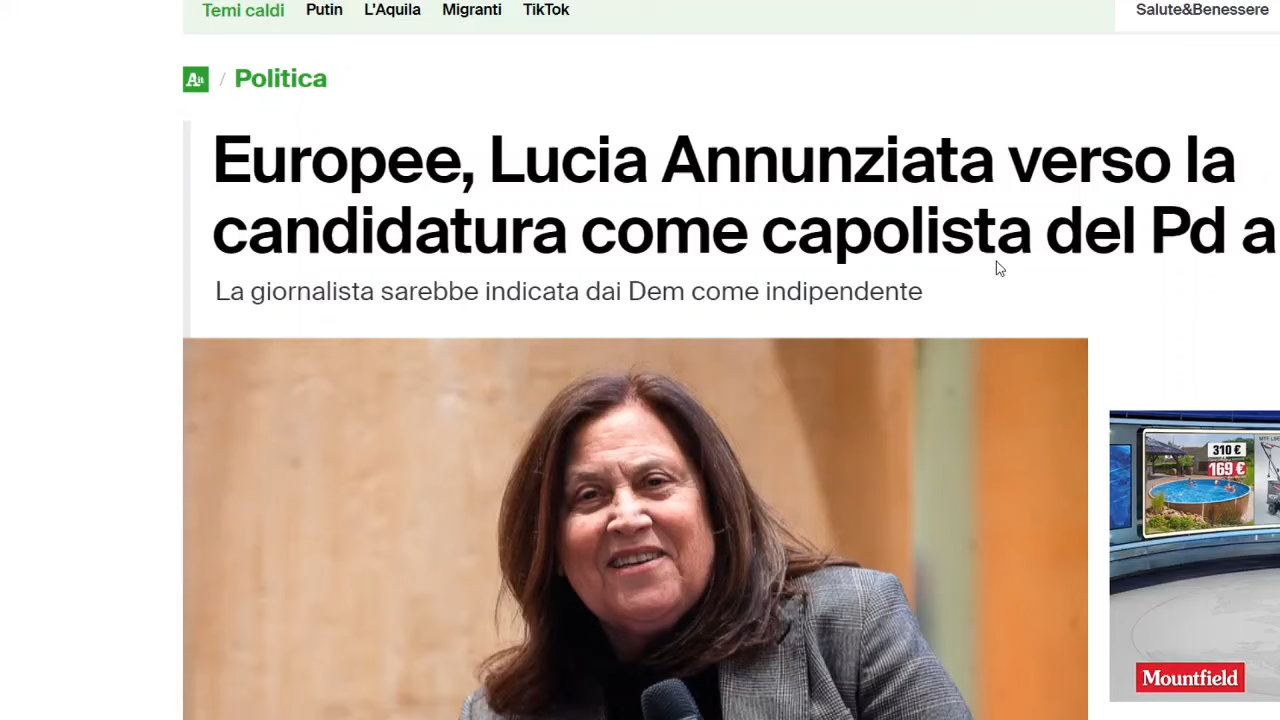 Temi caldi Putin L'Aquila Migranti TikTok Salute&Benessere
/ Politica
Europee, Lucia Annunziata verso la
candidatura come capolista del Pd a
La giornalista sarebbe indicata dai Dem come indipendente
310 €
169 €
Mountfield